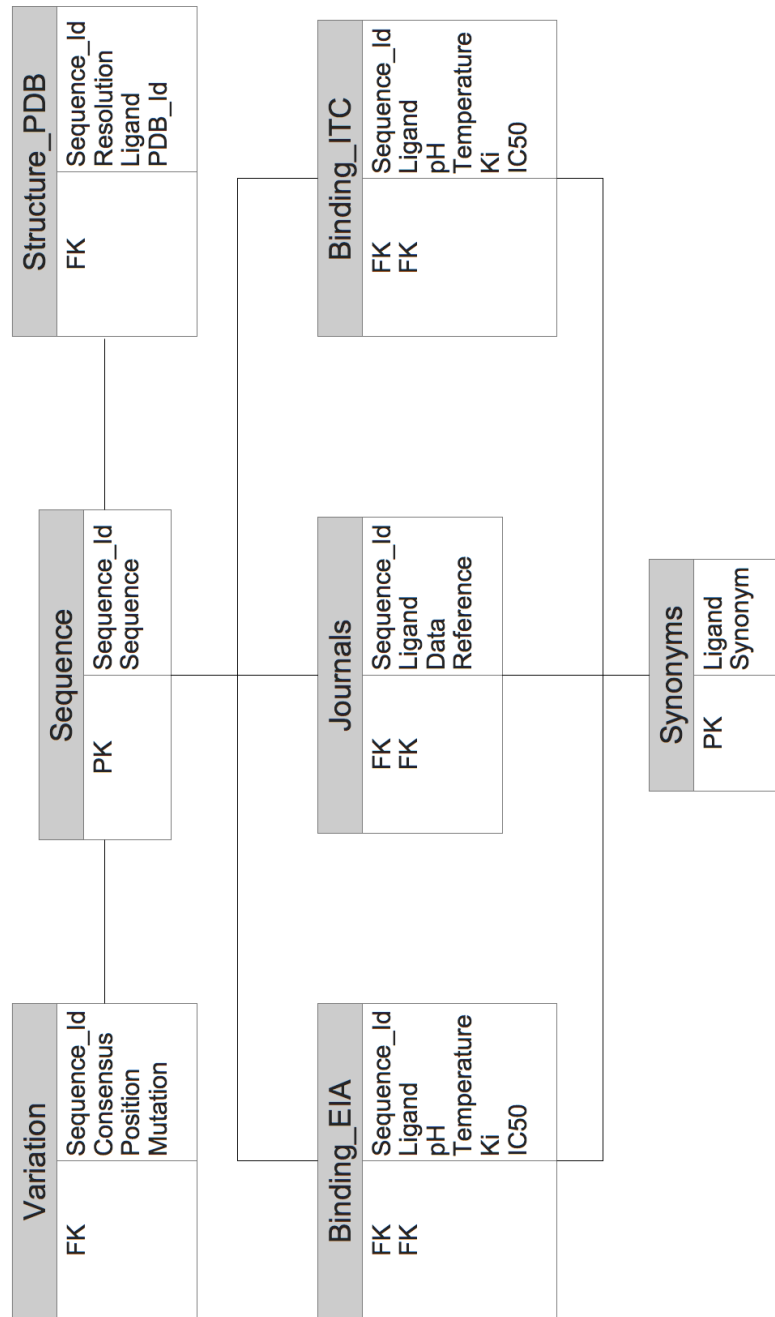 Variation
FK Sequence_Id
Consensus
Position
Mutation
Sequence
PK Sequence_Id
Sequence
Structure_PDB
FK Sequence_Id
Resolution
Ligand
PDB_Id
Binding_EIA
FK Sequence_Id
FK Ligand
pH
Temperature
Ki
IC50
Journals
FK Sequence_Id
FK Ligand
Data
Reference
Binding_ITC
FK Sequence_Id
FK Ligand
pH
Temperature
Ki
IC50
Synonyms
PK Ligand
Synonym